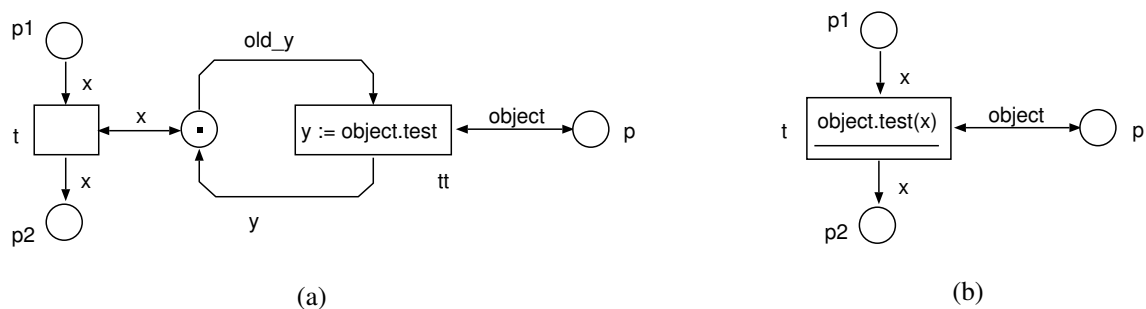 p1
old_y
x
x
t
y := object.test
object
p
x
tt
y
p2
(a)
p1
x
t
object.test(x)
object
p
x
p2
(b)